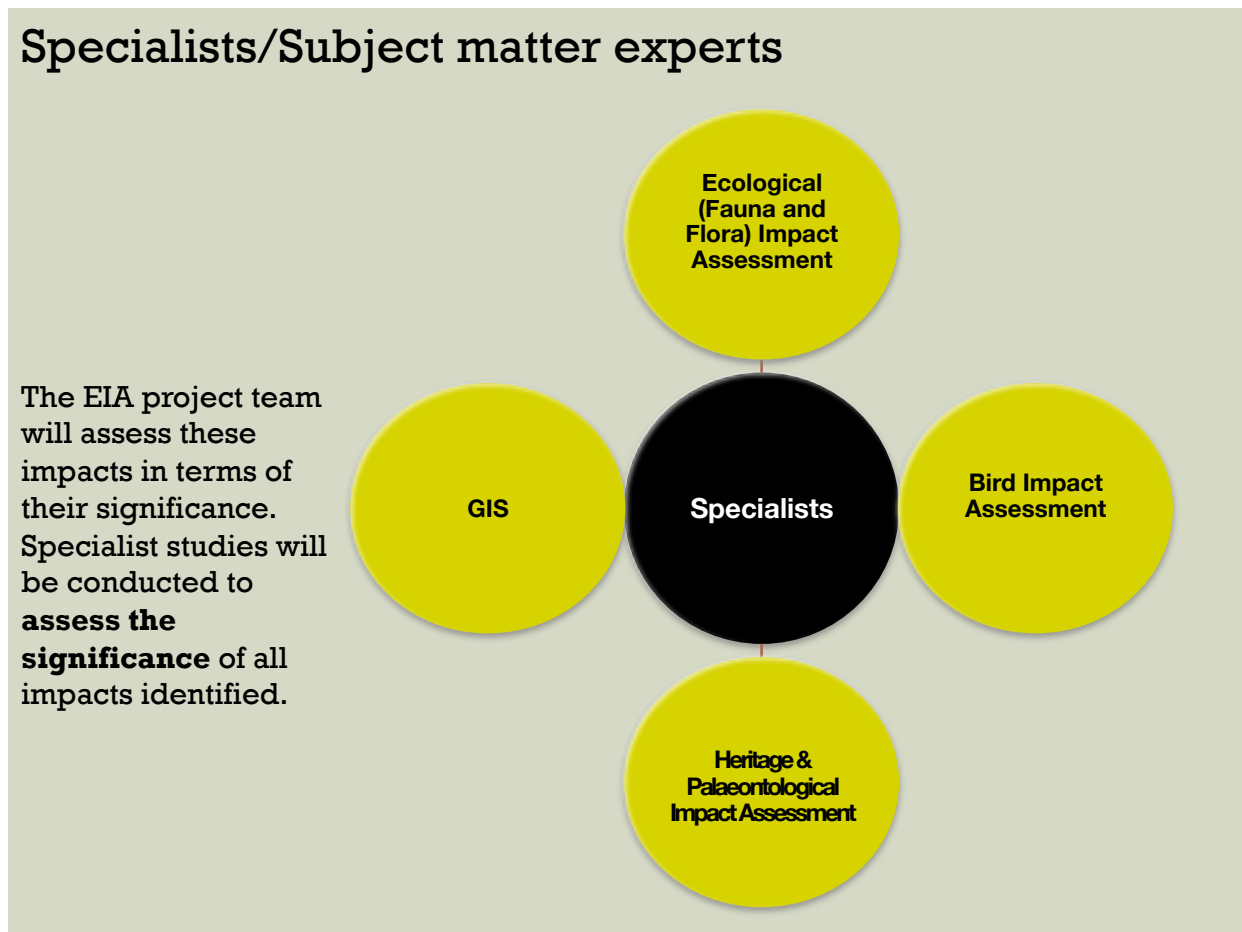 Specialists/Subject matter experts
Ecological
(Fauna and
Flora) Impact
Assessment
The EIA project team
will assess these
impacts in terms of
their significance.
Specialist studies will
be conducted to
assess the
significance of all
impacts identified.
GIS
Specialists
Bird Impact
Assessment
Heritage &
Palaeontological
Impact Assessment